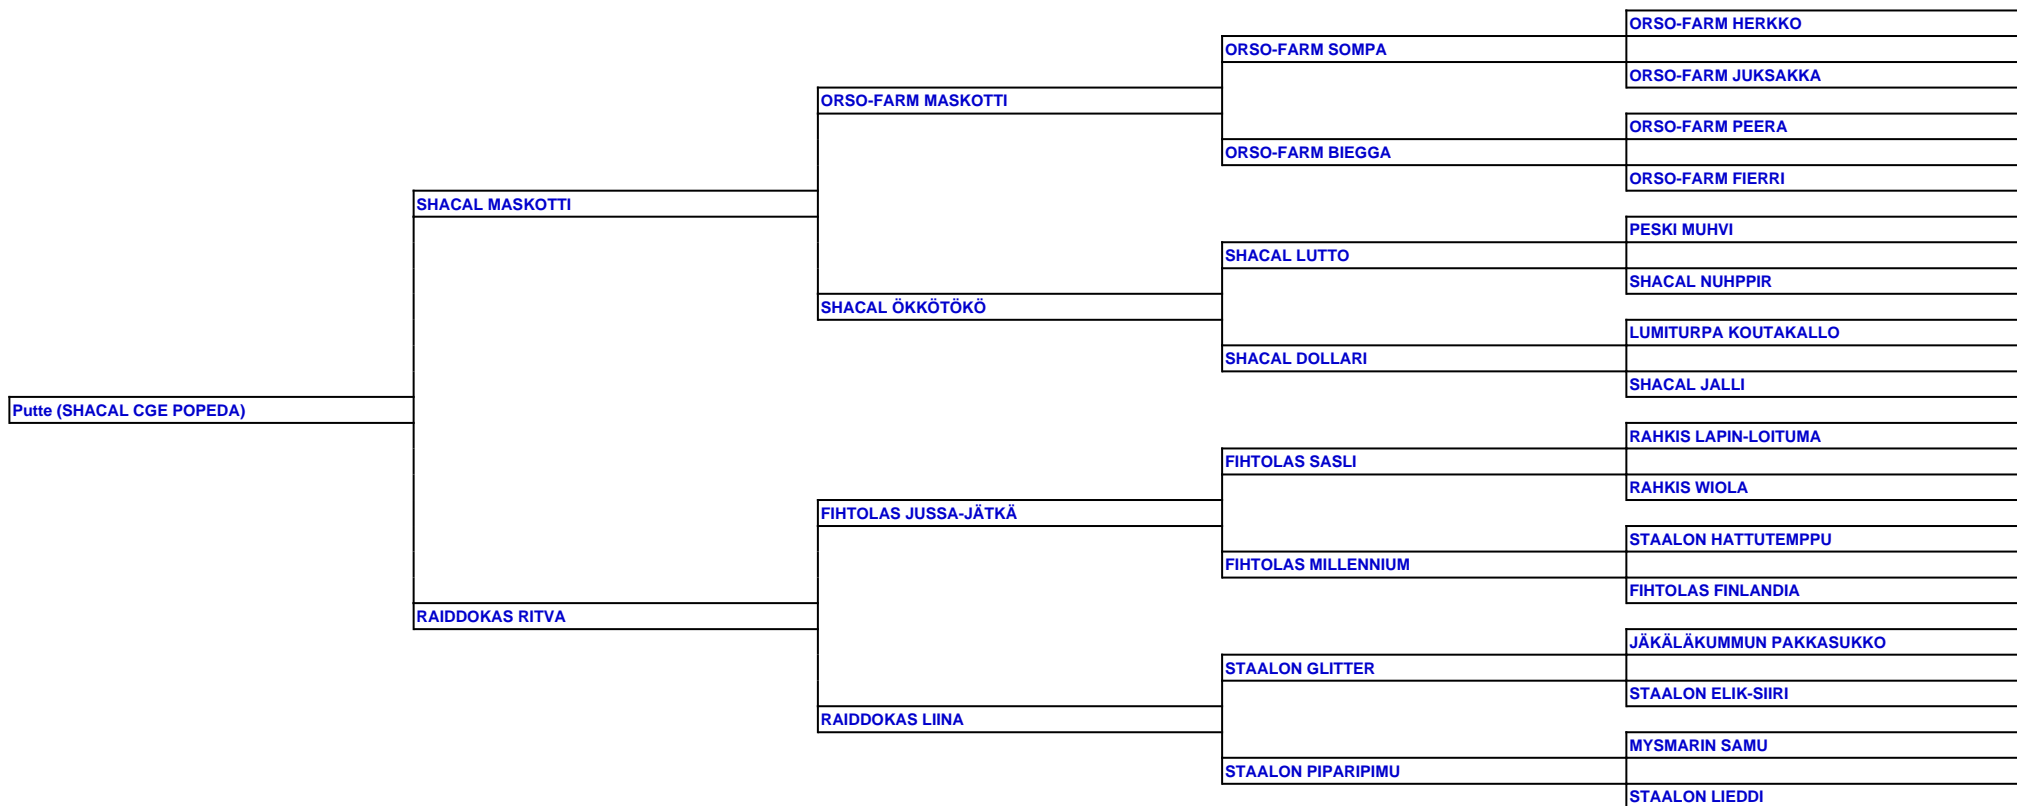 ORSO-FARM HERKKO
ORSO-FARM SOMPA
ORSO-FARM JUKSAKKA
ORSO-FARM MASKOTTI
ORSO-FARM PEERA
ORSO-FARM BIEGGA
ORSO-FARM FIERRI
SHACAL MASKOTTI
PESKI MUHVI
SHACAL LUTTO
SHACAL NUHPPIR
SHACAL ÖKKÖTÖKÖ
LUMITURPA KOUTAKALLO
SHACAL DOLLARI
SHACAL JALLI
Putte (SHACAL CGE POPEDA)
RAHKIS LAPIN-LOITUMA
FIHTOLAS SASLI
RAHKIS WIOLA
FIHTOLAS JUSSA-JÄTKÄ
STAALON HATTUTEMPPU
FIHTOLAS MILLENNIUM
FIHTOLAS FINLANDIA
RAIDDOKAS RITVA
JÄKÄLÄKUMMUN PAKKASUKKO
STAALON GLITTER
STAALON ELIK-SIIRI
RAIDDOKAS LIINA
MYSMARIN SAMU
STAALON PIPARIPIMU
STAALON LIEDDI